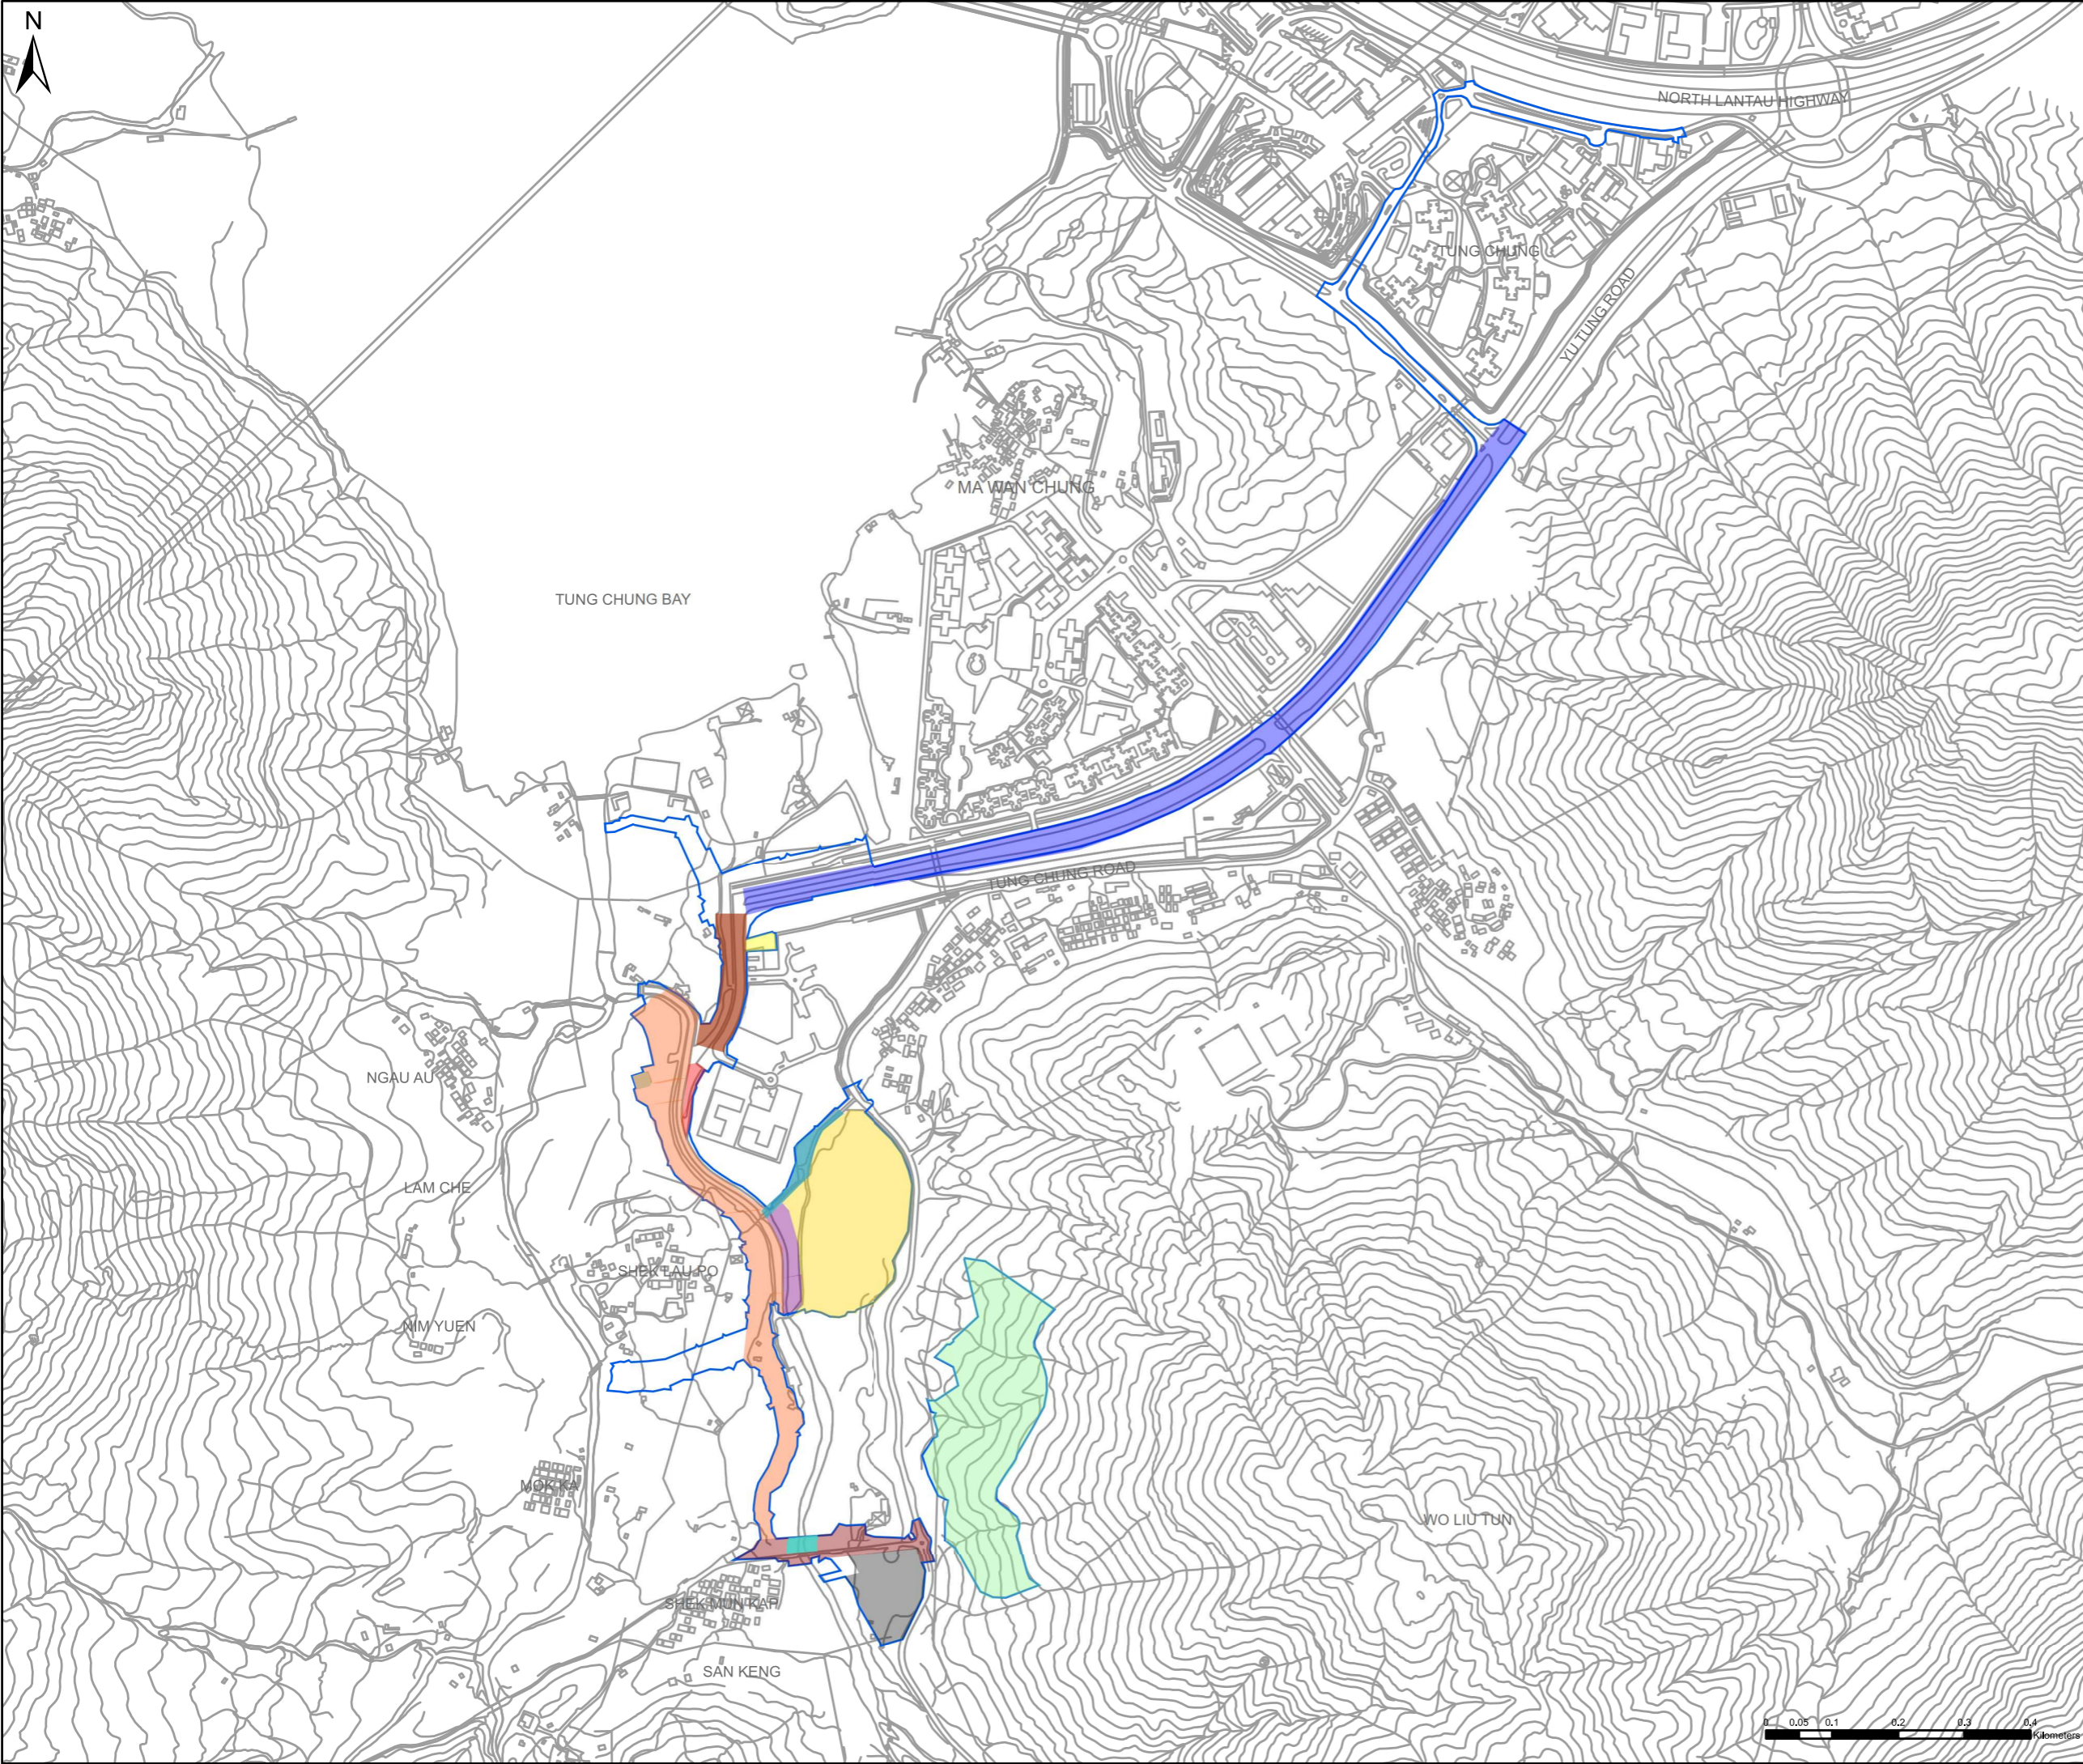 N
NORTH LANTAU HIGHWAY
TUNG CHUNG
YU TUNG ROAD
MA WAN CHUNG
TUNG CHUNG BAY
TUNG CHUNG ROAD
NGAU AU
LAM CHE
SHEK LAU PO
NIM YUEN
MOK KA
WO LIU TUN
SHEK MUN KAP
SAN KENG
0 0.05 0.1 0.2 0.3 0.4
Kilometers